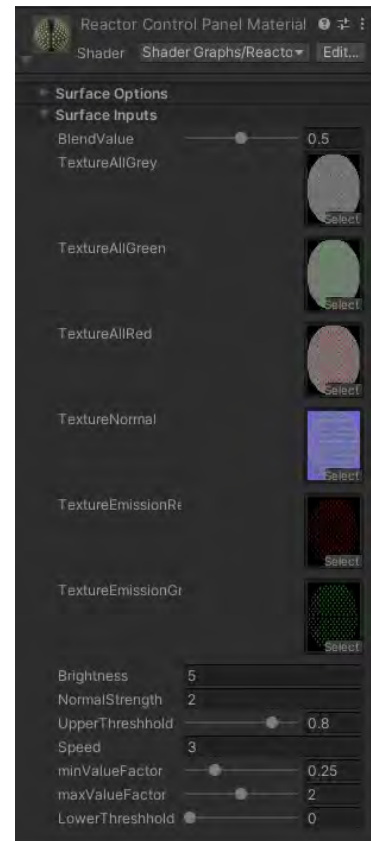 Reactor Control Panel Material
Shader Shader Graphs/Reacto Edit...
Surface Options
Surface Inputs
BlendValue 0.5
TextureAllGrey
Select
TextureAllGreen
Select
TextureAllRed
Select
TextureNormal
Select
TextureEmissionRe
Select
TextureEmissionGr
Select
Brightness 5
NormalStrength 2
UpperThreshhold 0.8
Speed 3
minValueFactor 0.25
maxValueFactor 2
LowerThreshhold 0